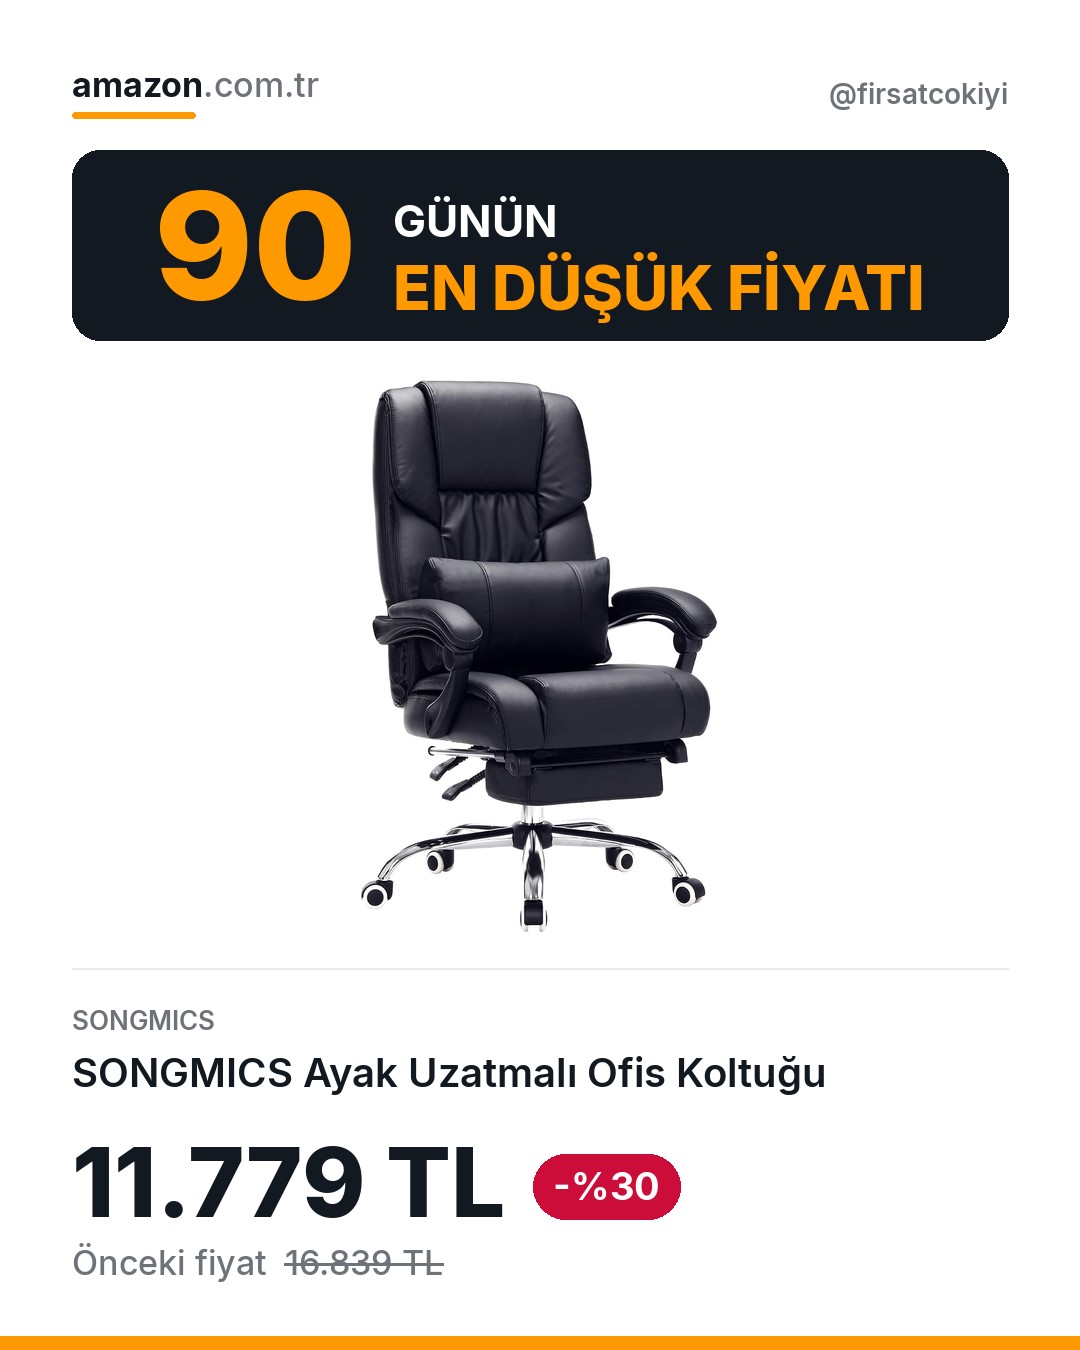 amazon.com.tr
@firsatcokiyi
90 GÜNÜN
EN DÜŞÜK FİYATI
SONGMICS
SONGMICS Ayak Uzatmalı Ofis Koltuğu
11.779 TL -%30
Önceki fiyat 16.839 TL